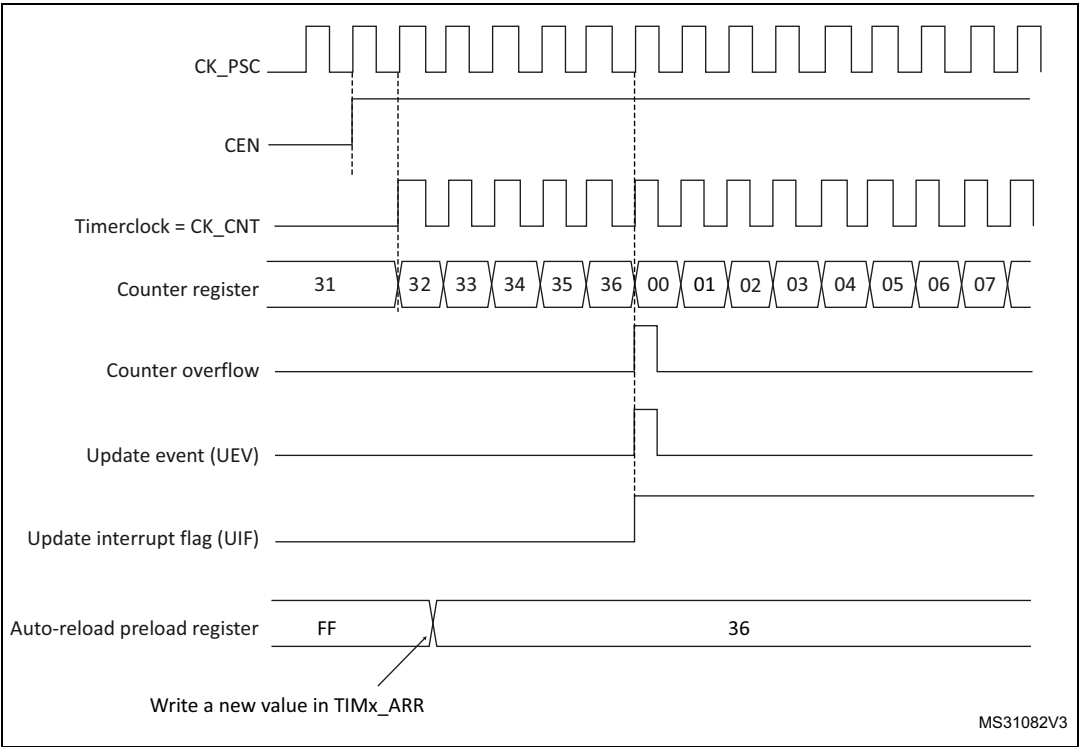 CK_PSC
CEN
Timerclock = CK_CNT
Counter register 31 32 33 34 35 36 00 01 02 03 04 05 06 07
Counter overflow
Update event (UEV)
Update interrupt flag (UIF)
Auto-reload preload register FF 36
Write a new value in TIMx_ARR
MS31082V3